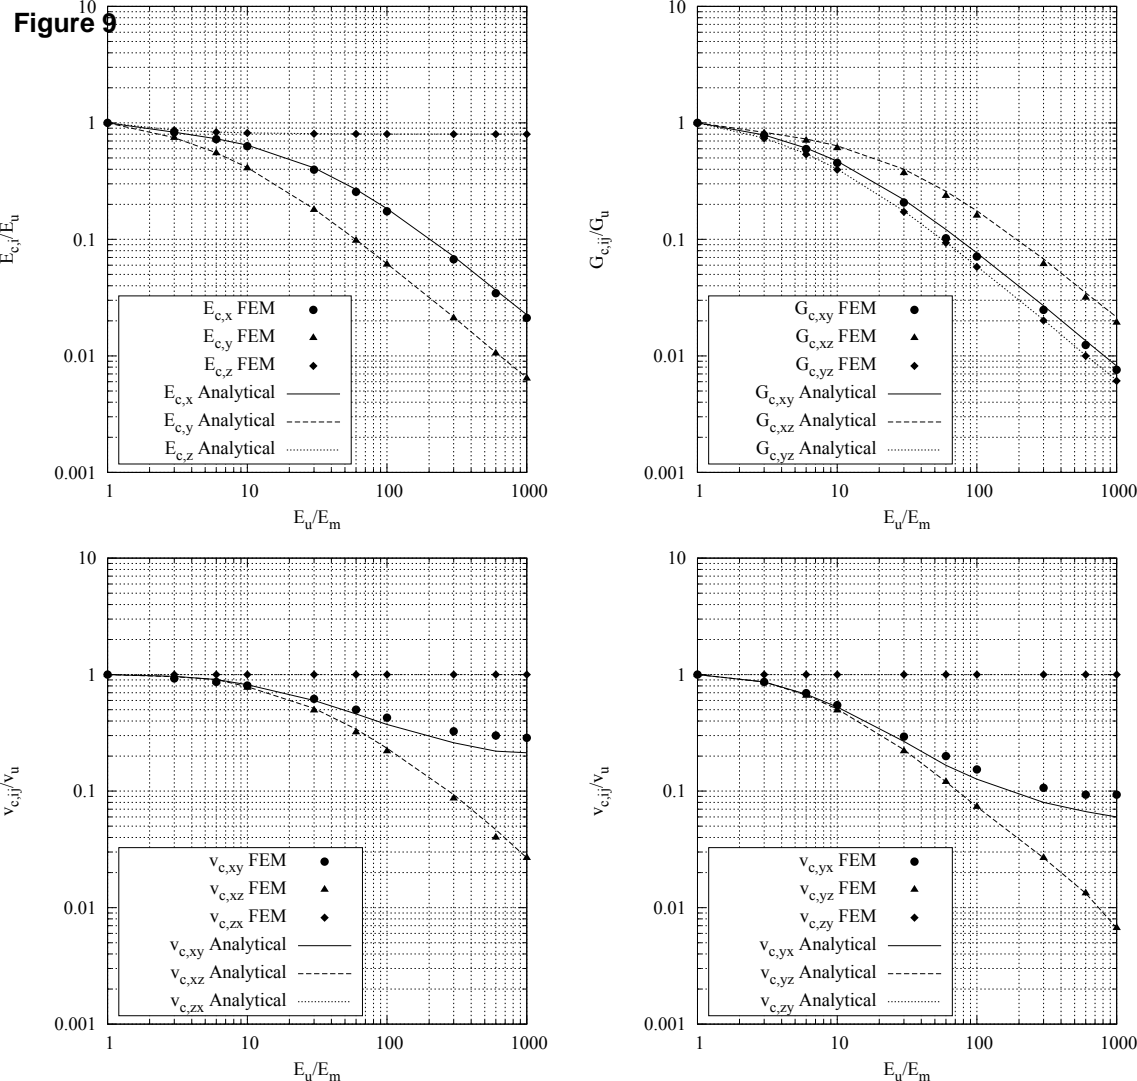 Figure 9
10
1
0.1
0.01
0.001
E_c,i/E_u
E_c,x FEM
E_c,y FEM
E_c,z FEM
E_c,x Analytical
E_c,y Analytical
E_c,z Analytical
1 10 100 1000
E_u/E_m
10
1
0.1
0.01
0.001
G_c,ij/G_u
G_c,xy FEM
G_c,xz FEM
G_c,yz FEM
G_c,xy Analytical
G_c,xz Analytical
G_c,yz Analytical
1 10 100 1000
E_u/E_m
10
1
0.1
0.01
0.001
v_c,ij/v_u
v_c,xy FEM
v_c,xz FEM
v_c,zx FEM
v_c,xy Analytical
v_c,xz Analytical
v_c,zx Analytical
1 10 100 1000
E_u/E_m
10
1
0.1
0.01
0.001
v_c,ij/v_u
v_c,yx FEM
v_c,yz FEM
v_c,zy FEM
v_c,yx Analytical
v_c,yz Analytical
v_c,zy Analytical
1 10 100 1000
E_u/E_m